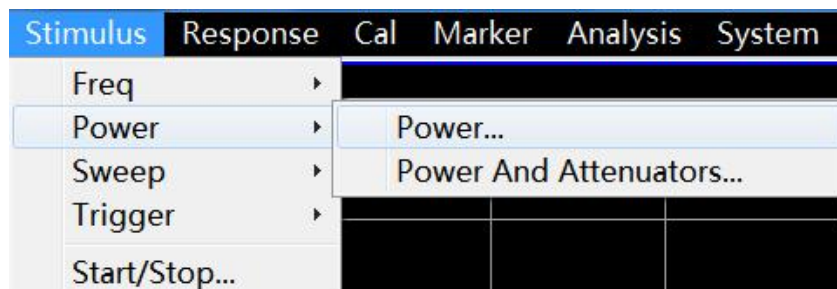 Stimulus Response Cal Marker Analysis System
Freq
Power Power...
Sweep Power And Attenuators...
Trigger
Start/Stop...